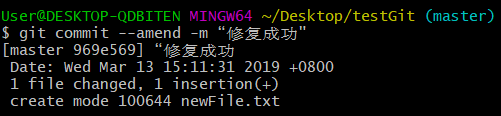 User@DESKTOP-QDBITEN MINGW64 ~/Desktop/testGit (master)
$ git commit --amend -m “修复成功"
[master 969e569] “修复成功
Date: Wed Mar 13 15:11:31 2019 +0800
1 file changed, 1 insertion(+)
create mode 100644 newFile.txt